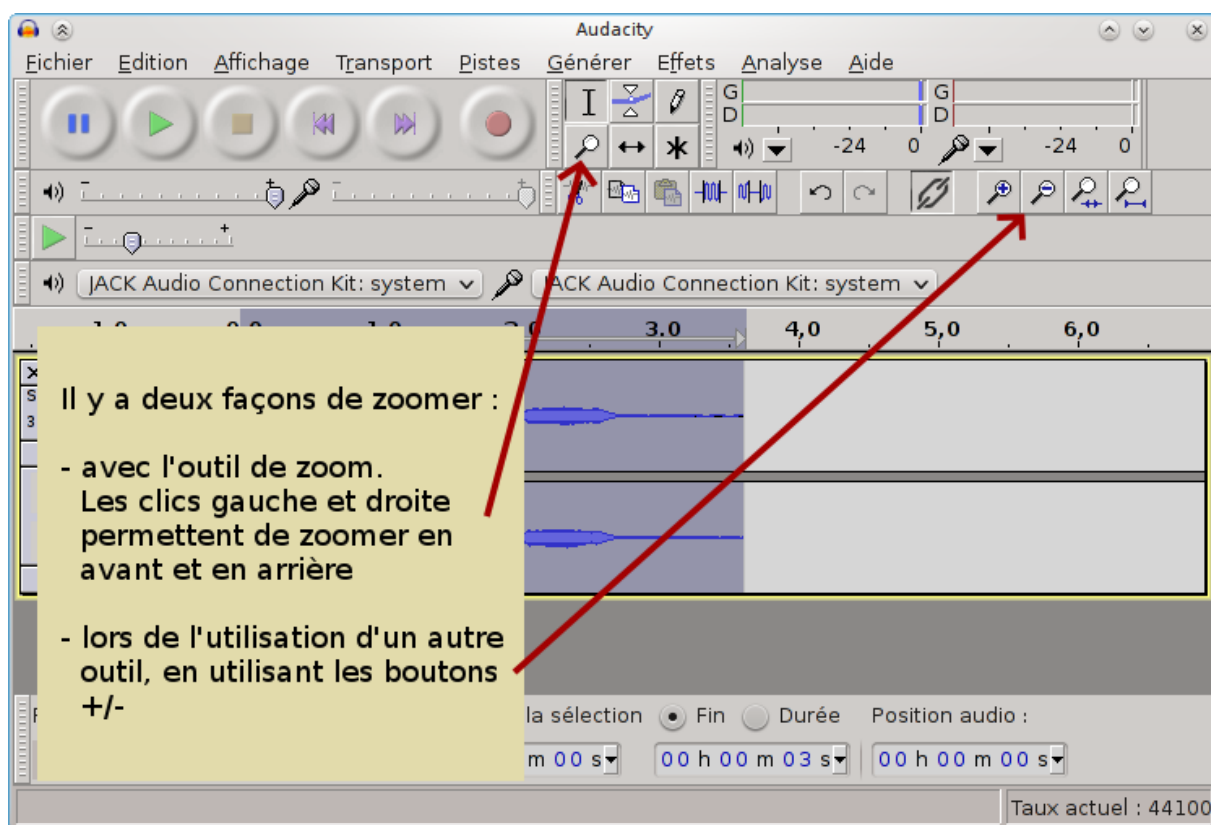 Audacity
Fichier Edition Affichage Transport Pistes Générer Effets Analyse Aide
G G
D D
-24 0 -24 0
- + - +
- +
JACK Audio Connection Kit: system JACK Audio Connection Kit: system
3.0 4,0 5,0 6,0
Il y a deux façons de zoomer :
- avec l'outil de zoom.
Les clics gauche et droite
permettent de zoomer en
avant et en arrière
- lors de l'utilisation d'un autre
outil, en utilisant les boutons
+/-
la sélection Fin Durée Position audio :
m 00 s 00 h 00 m 03 s 00 h 00 m 00 s
Taux actuel : 44100